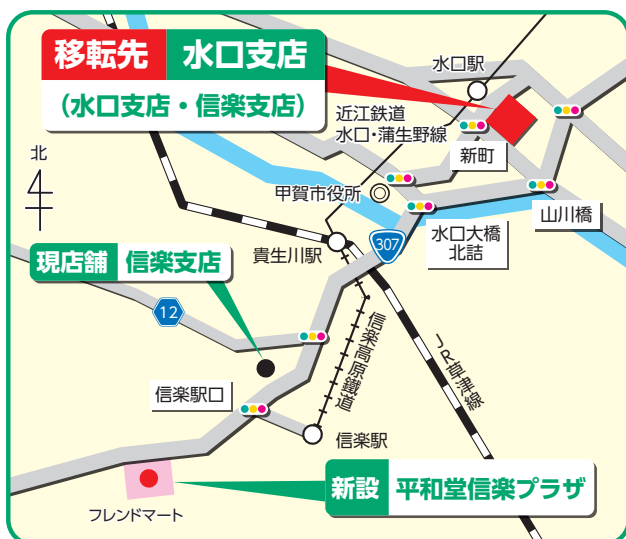 移転先 水口支店
（水口支店・信楽支店）
水口駅
近江鉄道
水口・蒲生野線
新町
北
甲賀市役所
山川橋
水口大橋
北詰
307
貴生川駅
現店舗 信楽支店
12
信楽高原鐵道
JR草津線
信楽駅口
信楽駅
新設 平和堂信楽プラザ
フレンドマート